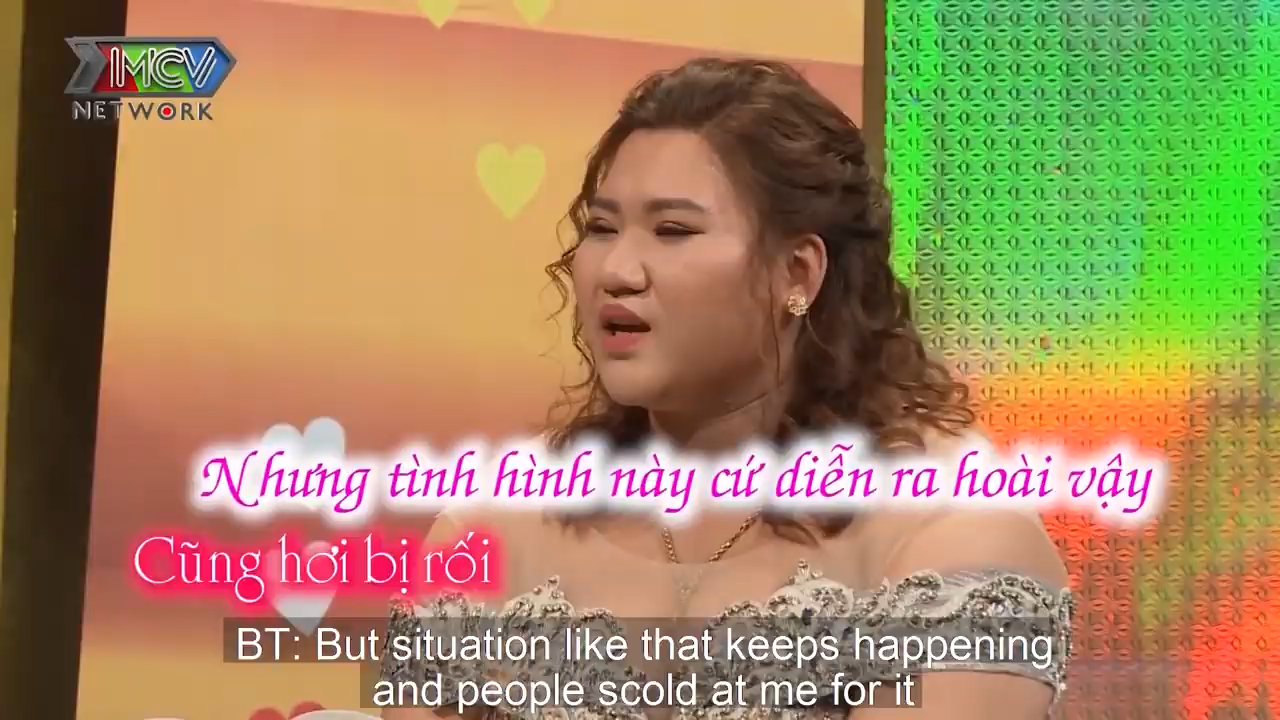 MCV
NETWORK
Nhưng tình hình này cứ diễn ra hoài vậy
Cũng hơi bị rối
BT: But situation like that keeps happening
and people scold at me for it